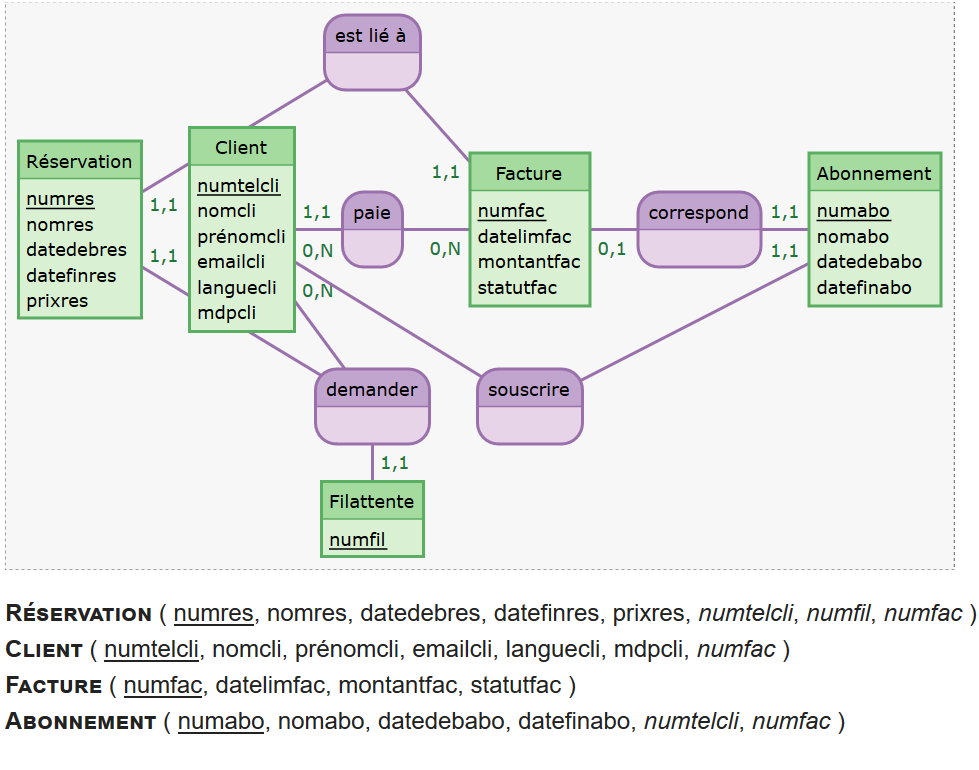 est lié à
Réservation
numres
nomres
datedebres
datefinres
prixres
1,1
1,1
Client
numtelcli
nomcli
prénomcli
emailcli
languecli
mdpcli
1,1
0,N
0,N
paie
1,1
0,N
Facture
numfac
datelimfac
montantfac
statutfac
0,1
correspond
1,1
1,1
Abonnement
numabo
nomabo
datedebabo
datefinabo
demander
souscrire
1,1
Filattente
numfil
RÉSERVATION ( numres, nomres, datedebres, datefinres, prixres, numtelcli, numfil, numfac )
CLIENT ( numtelcli, nomcli, prénomcli, emailcli, languecli, mdpcli, numfac )
FACTURE ( numfac, datelimfac, montantfac, statutfac )
ABONNEMENT ( numabo, nomabo, datedebabo, datefinabo, numtelcli, numfac )